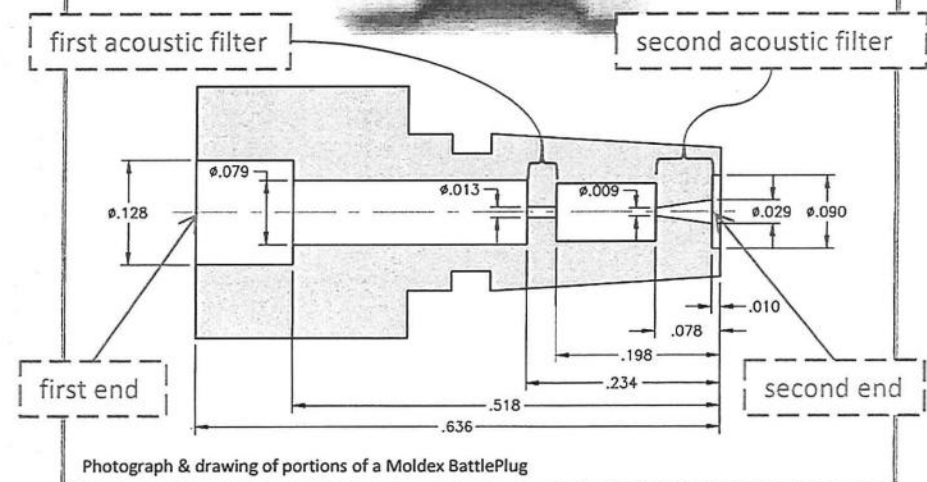 first acoustic filter
second acoustic filter
ø.128
ø.079
ø.013
ø.009
ø.029
ø.090
.010
.078
.198
.234
.518
.636
first end
second end
Photograph & drawing of portions of a Moldex BattlePlug